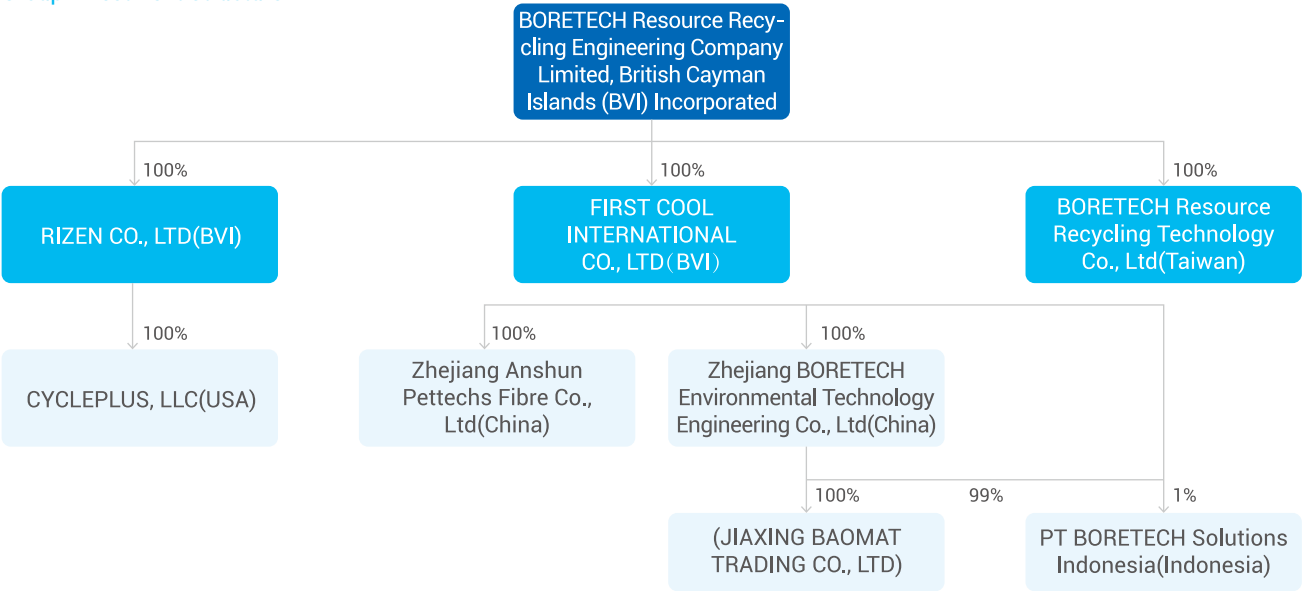 BORETECH Resource Recy-
cling Engineering Company
Limited, British Cayman
Islands (BVI) Incorporated
100%
100%
100%
RIZEN CO., LTD(BVI)
FIRST COOL
INTERNATIONAL
CO., LTD（BVI）
BORETECH Resource
Recycling Technology
Co., Ltd(Taiwan)
100%
100%
100%
CYCLEPLUS, LLC(USA)
Zhejiang Anshun
Pettechs Fibre Co.,
Ltd(China)
Zhejiang BORETECH
Environmental Technology
Engineering Co., Ltd(China)
100%
99%
1%
(JIAXING BAOMAT
TRADING CO., LTD)
PT BORETECH Solutions
Indonesia(Indonesia)